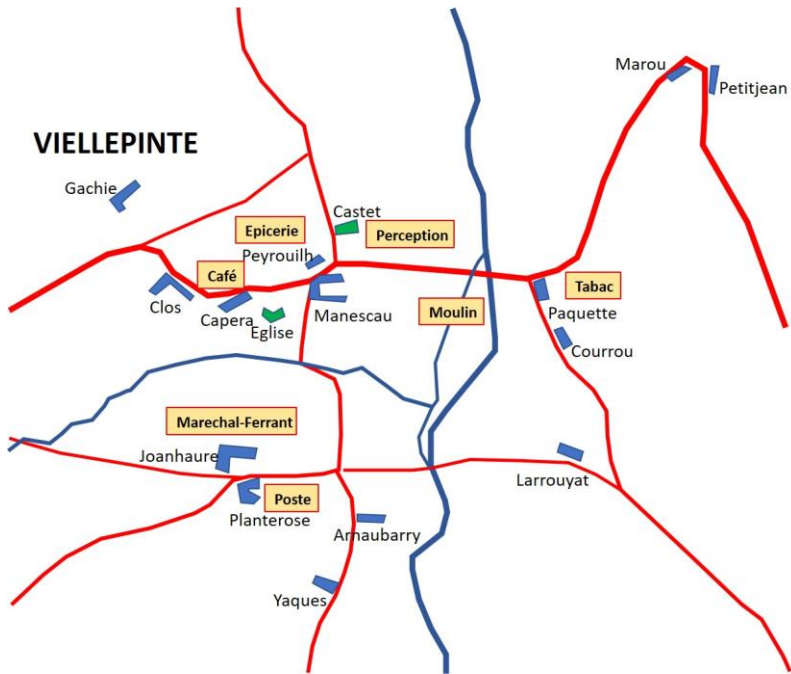 Marou
Petitjean
VIELLEPINTE
Gachie
Castet
Epicerie
Perception
Peyrouilh
Café
Clos
Capera
Eglise
Manescau
Moulin
Tabac
Paquette
Courrou
Marechal-Ferrant
Joanhaure
Larrouyat
Poste
Planterose
Arnaubarry
Yaques